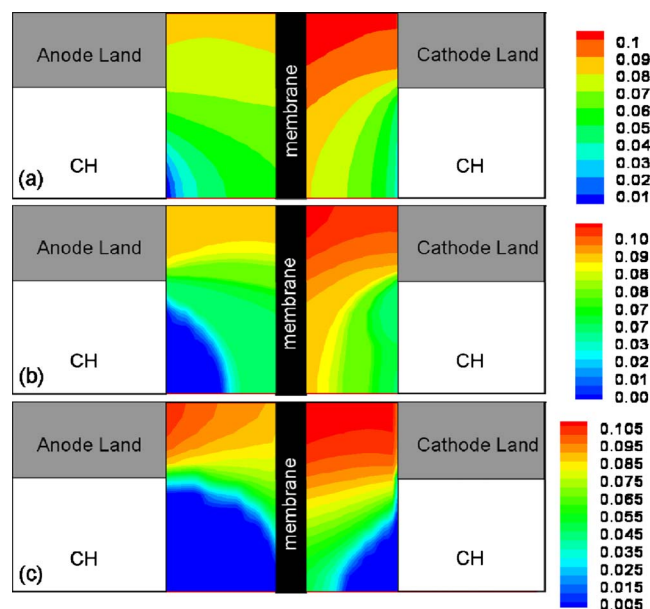 Anode Land
membrane
Cathode Land
CH
CH
(a)
0.1
0.09
0.09
0.08
0.07
0.06
0.05
0.04
0.03
0.02
0.01
Anode Land
membrane
Cathode Land
CH
CH
(b)
0.10
0.09
0.09
0.08
0.07
0.07
0.03
0.02
0.01
0.00
Anode Land
membrane
Cathode Land
CH
CH
(c)
0.105
0.095
0.085
0.075
0.065
0.055
0.045
0.035
0.025
0.015
0.005